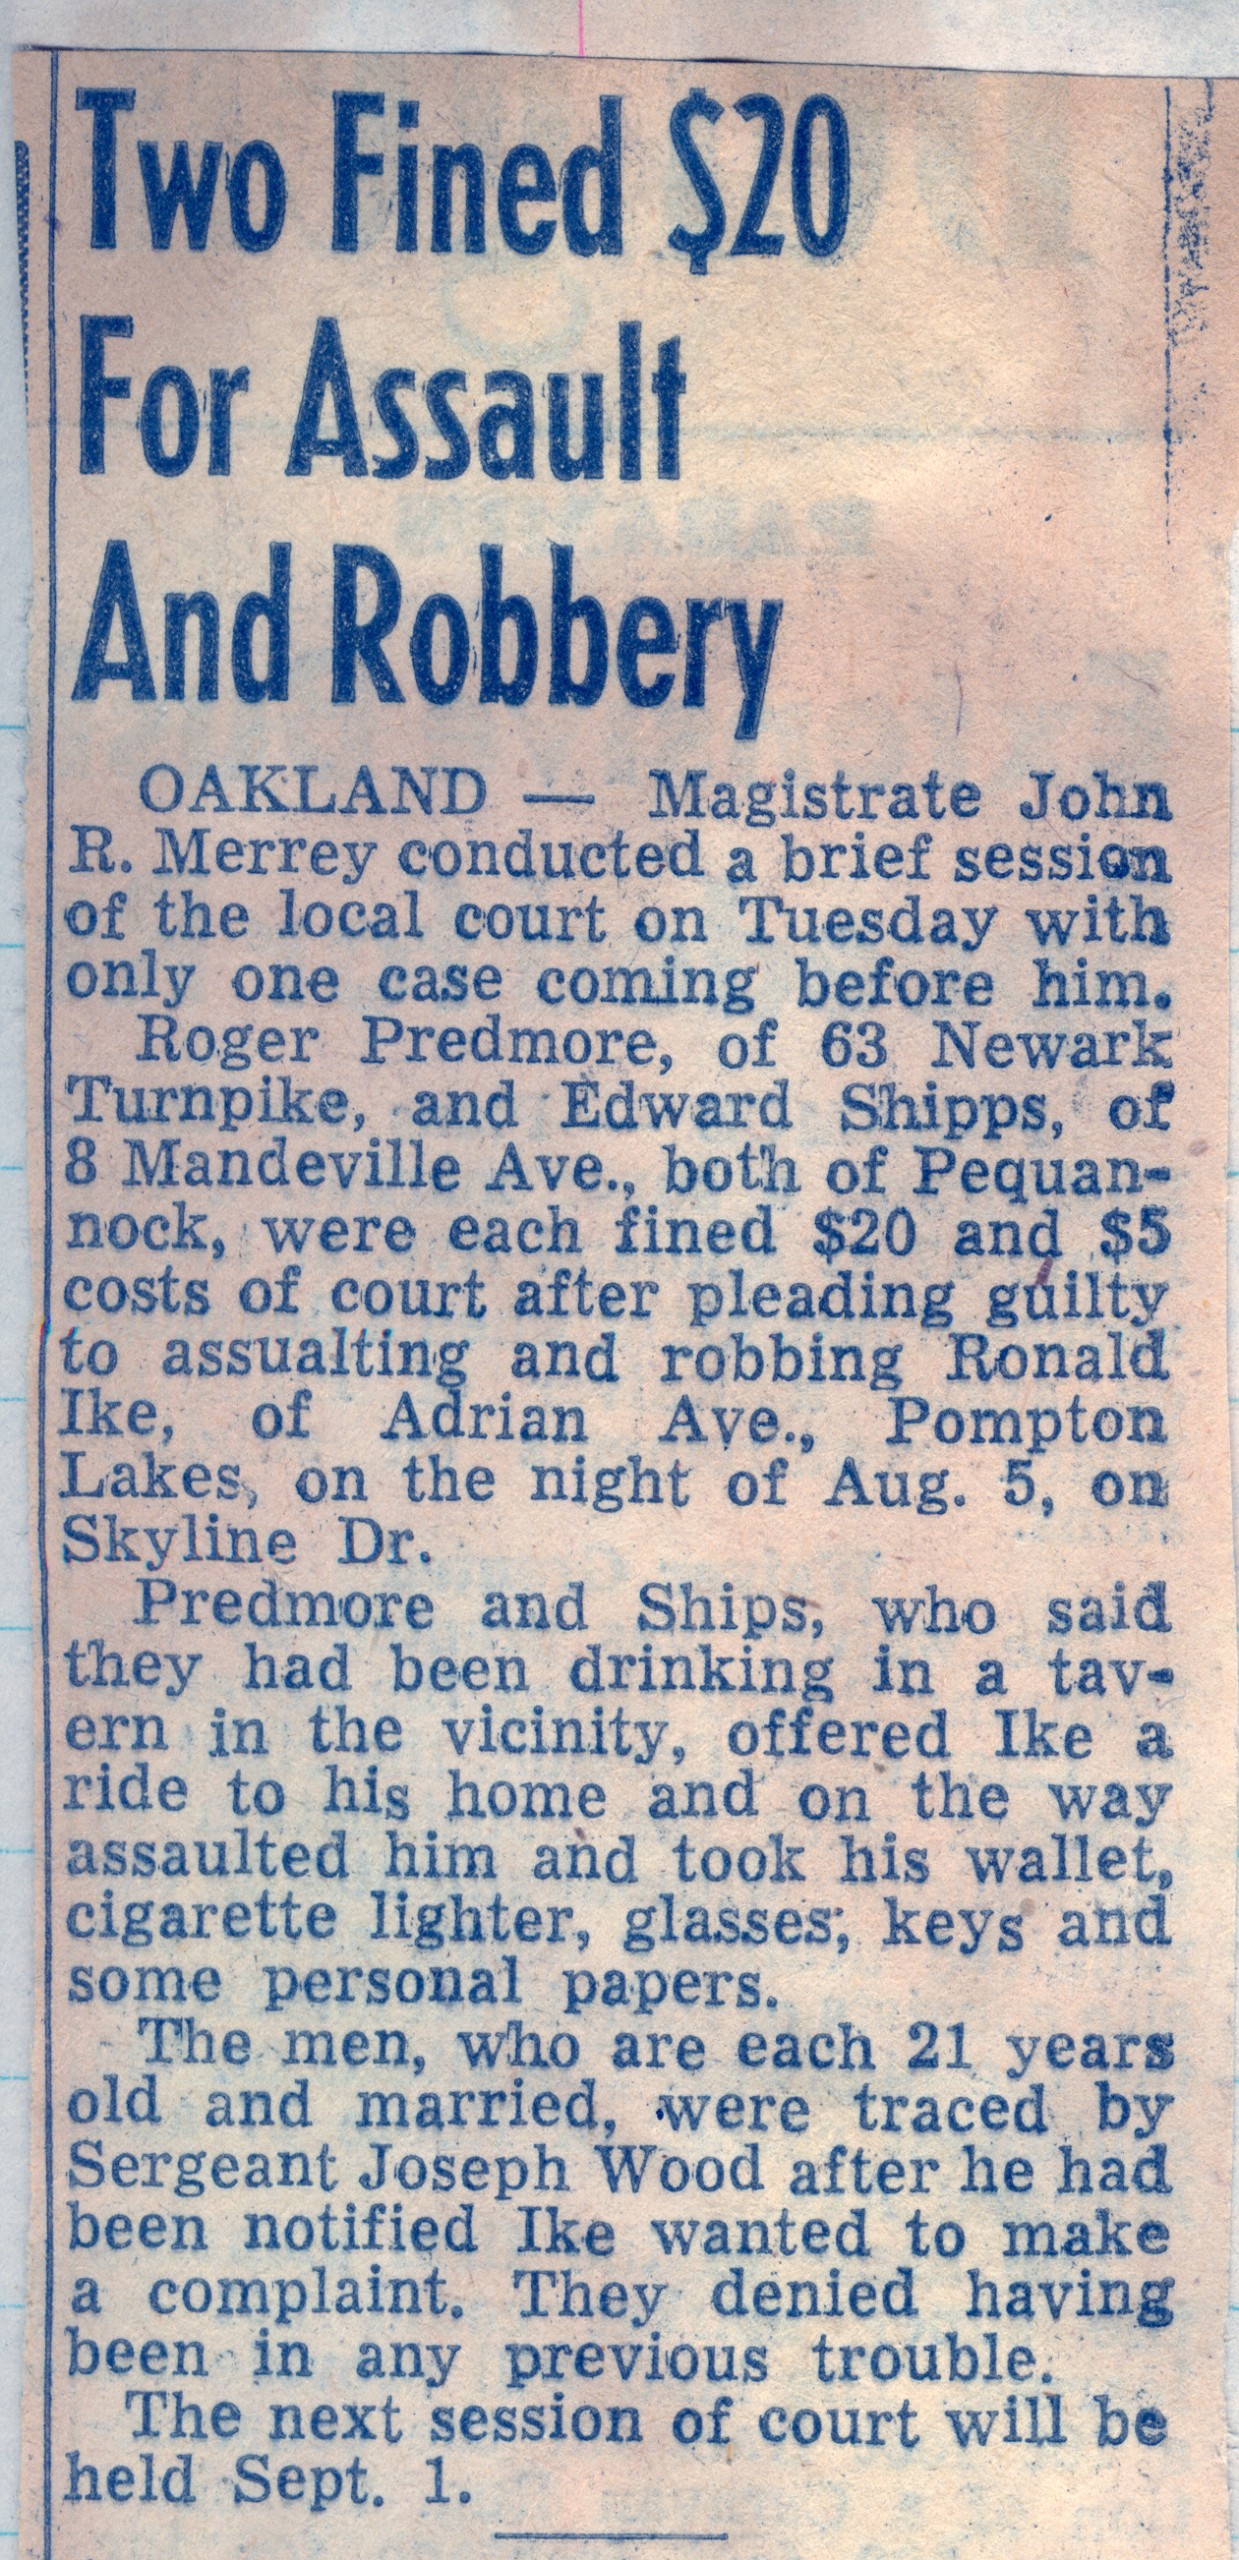 Two Fined $20
For Assault
And Robbery
OAKLAND — Magistrate John
R. Merrey conducted a brief session
of the local court on Tuesday with
only one case coming before him.
Roger Predmore, of 63 Newark
Turnpike, and Edward Shipps, of
8 Mandeville Ave., both of Pequan-
nock, were each fined $20 and $5
costs of court after pleading guilty
to assualting and robbing Ronald
Ike, of Adrian Ave., Pompton
Lakes, on the night of Aug. 5, on
Skyline Dr.
Predmore and Ships, who said
they had been drinking in a tav-
ern in the vicinity, offered Ike a
ride to his home and on the way
assaulted him and took his wallet,
cigarette lighter, glasses, keys and
some personal papers.
The men, who are each 21 years
old and married, were traced by
Sergeant Joseph Wood after he had
been notified Ike wanted to make
a complaint. They denied having
been in any previous trouble.
The next session of court will be
held Sept. 1.